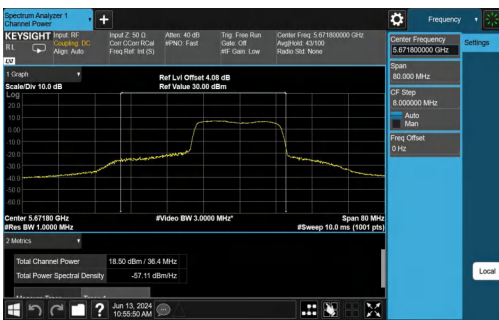 Spectrum Analyzer 1
Channel Power
Frequency
KEYSIGHT
Input: RF
Coupling: DC
Align: Auto
Input Z: 50 Ω
Corr CCorr RCal
Freq Ref: Int (S)
Atten: 40 dB
#PNO: Fast
Trig: Free Run
Gate: Off
#IF Gain: Low
Center Freq: 5.671800000 GHz
Avg|Hold: 43/100
Radio Std: None
RL
LXI
Center Frequency
5.671800000 GHz
Settings
Span
80.000 MHz
CF Step
8.000000 MHz
Auto
Man
Freq Offset
0 Hz
Local
1 Graph
Scale/Div 10.0 dB
Ref Lvl Offset 4.08 dB
Ref Value 30.00 dBm
Log
20.0
10.0
0.00
-10.0
-20.0
-30.0
-40.0
-50.0
-60.0
Center 5.67180 GHz
#Video BW 3.0000 MHz*
Span 80 MHz
#Res BW 1.0000 MHz
#Sweep 10.0 ms (1001 pts)
2 Metrics
Total Channel Power 18.50 dBm / 36.4 MHz
Total Power Spectral Density -57.11 dBm/Hz
Jun 13, 2024
10:55:50 AM